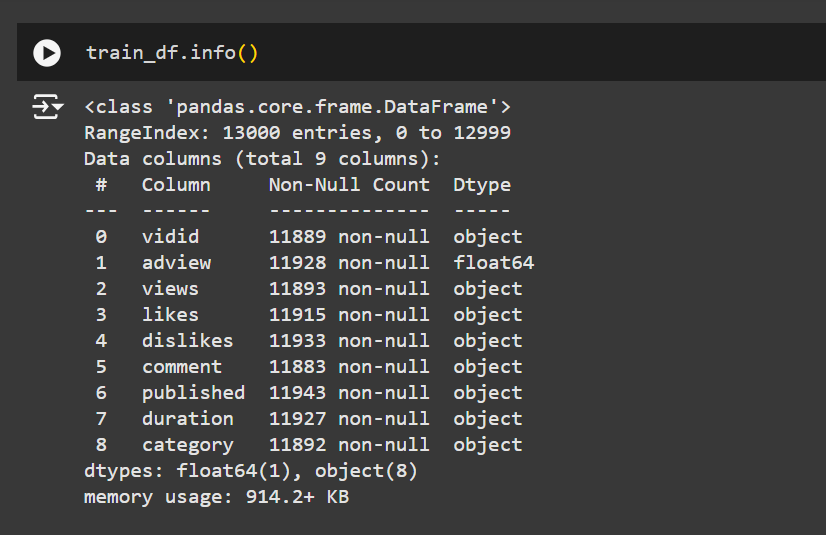 train_df.info()
<class 'pandas.core.frame.DataFrame'>
RangeIndex: 13000 entries, 0 to 12999
Data columns (total 9 columns):
 #   Column     Non-Null Count  Dtype
---  ------     --------------  -----
 0   vidid      11889 non-null  object
 1   adview     11928 non-null  float64
 2   views      11893 non-null  object
 3   likes      11915 non-null  object
 4   dislikes   11933 non-null  object
 5   comment    11883 non-null  object
 6   published  11943 non-null  object
 7   duration   11927 non-null  object
 8   category   11892 non-null  object
dtypes: float64(1), object(8)
memory usage: 914.2+ KB